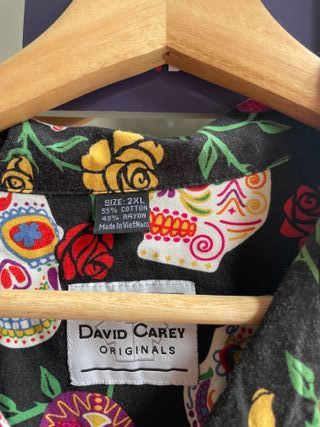 SIZE: 2XL
55% COTTON
45% RAYON
Made in VietNam
DAVID CAREY
ORIGINALS